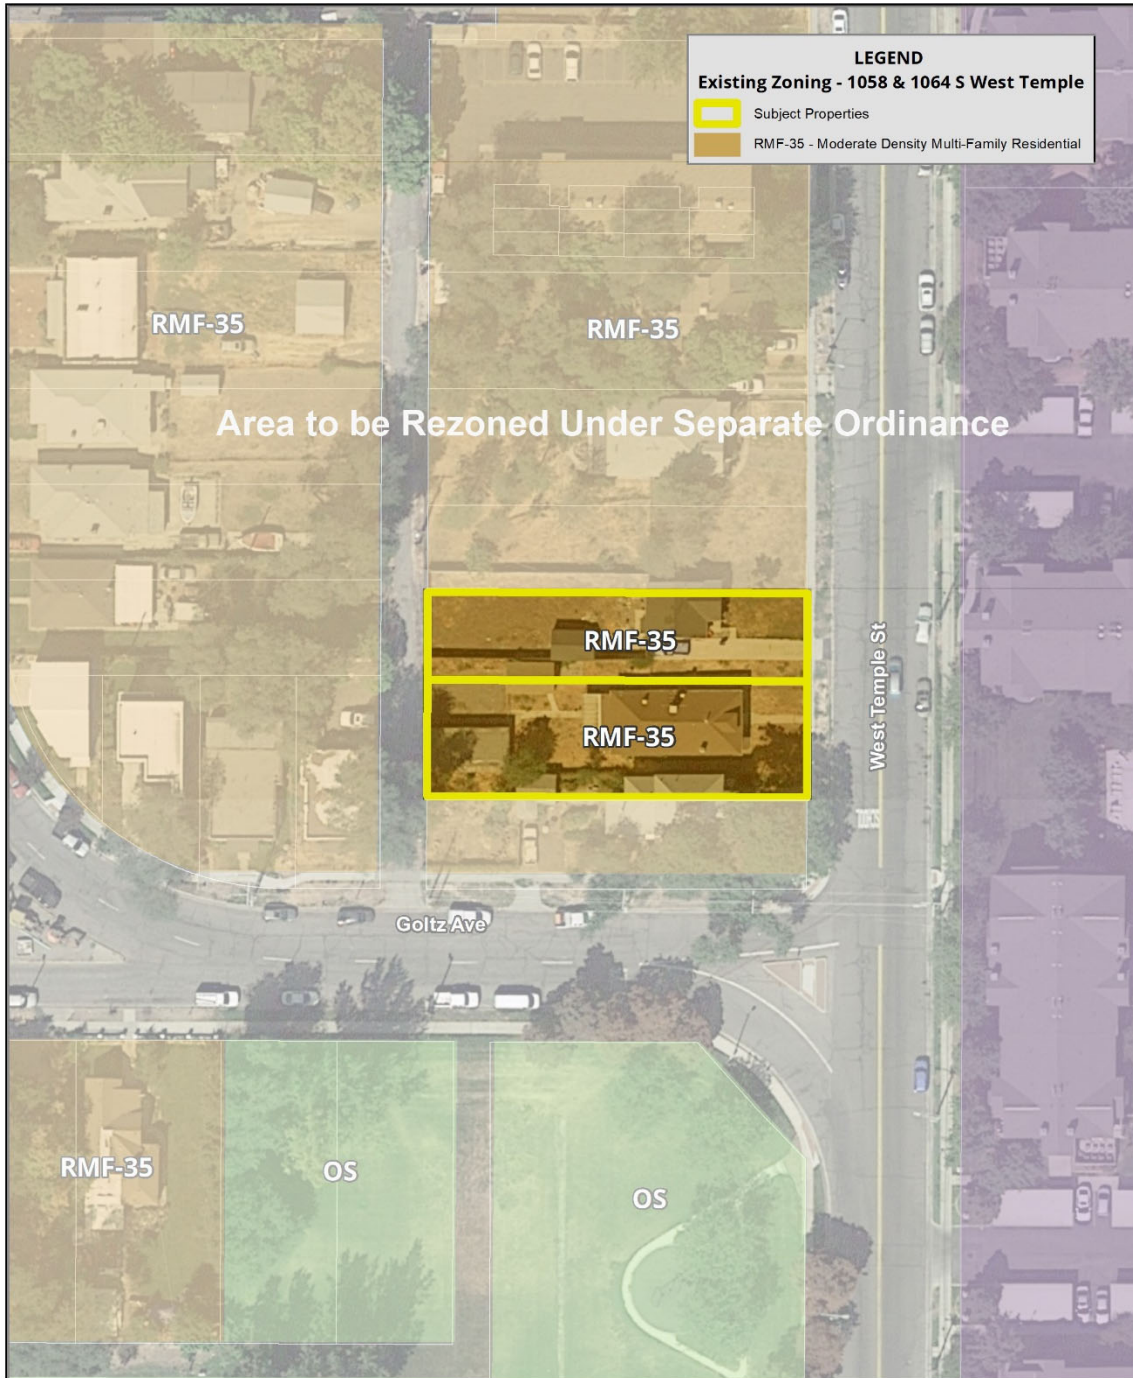 LEGEND
Existing Zoning - 1058 & 1064 S West Temple
Subject Properties
RMF-35 - Moderate Density Multi-Family Residential
RMF-35
RMF-35
Area to be Rezoned Under Separate Ordinance
RMF-35
RMF-35
West Temple St
Goltz Ave
RMF-35
OS
OS